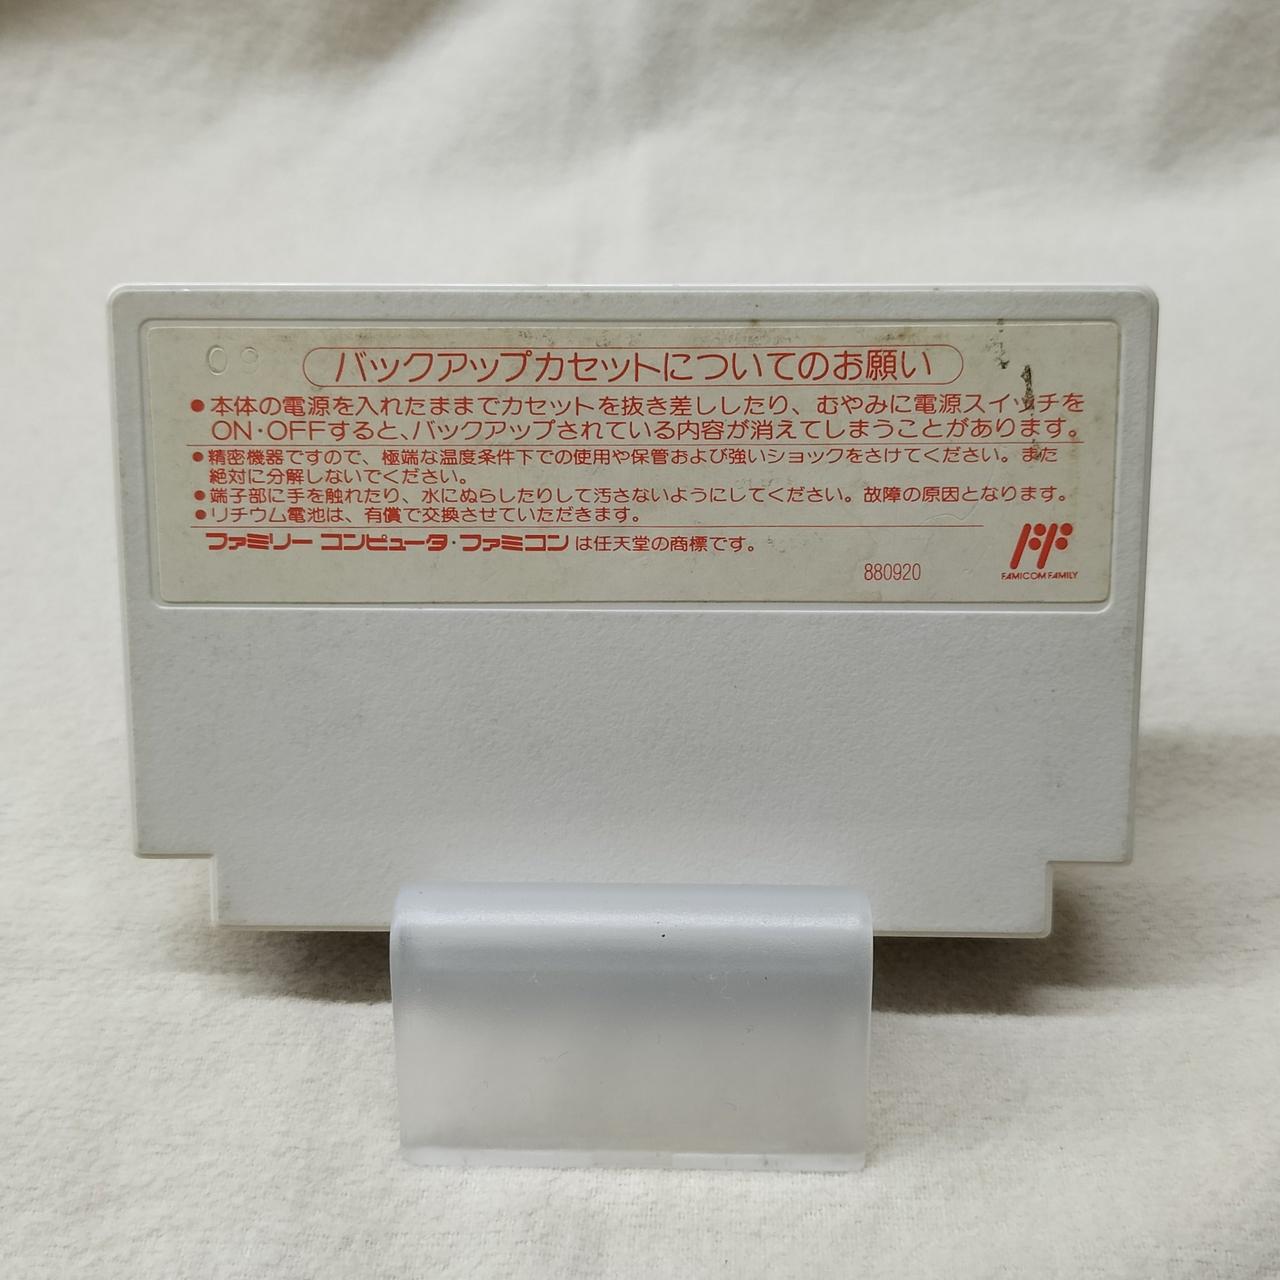 09
バックアップカセットについてのお願い
●本体の電源を入れたままでカセットを抜き差ししたり、むやみに電源スイッチを
ON・OFFすると、バックアップされている内容が消えてしまうことがあります。
●精密機器ですので、極端な温度条件下での使用や保管および強いショックをさけてください。また
絶対に分解しないでください。
●端子部に手を触れたり、水にぬらしたりして汚さないようにしてください。故障の原因となります。
●リチウム電池は、有償で交換させていただきます。
ファミリー コンピュータ・ファミコンは任天堂の商標です。
880920
FAMICOM FAMILY